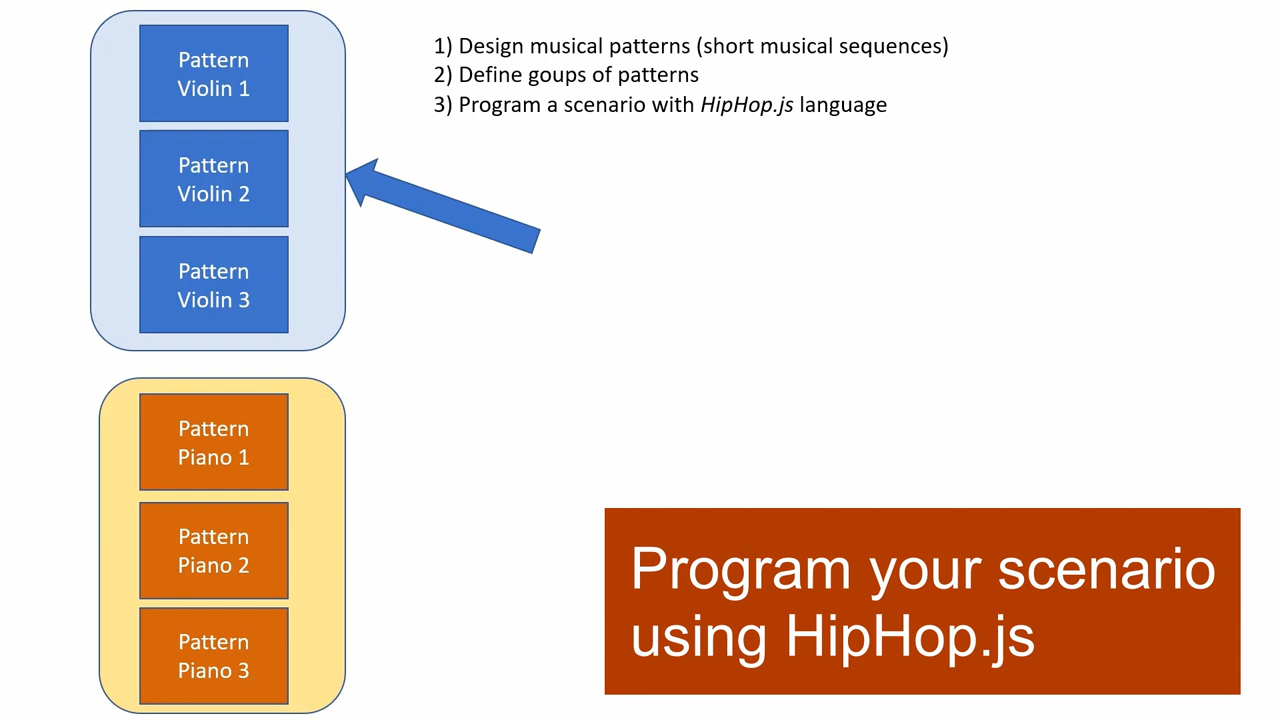 Pattern
Violin 1
Pattern
Violin 2
Pattern
Violin 3
Pattern
Piano 1
Pattern
Piano 2
Pattern
Piano 3
1) Design musical patterns (short musical sequences)
2) Define goups of patterns
3) Program a scenario with HipHop.js language
Program your scenario
using HipHop.js